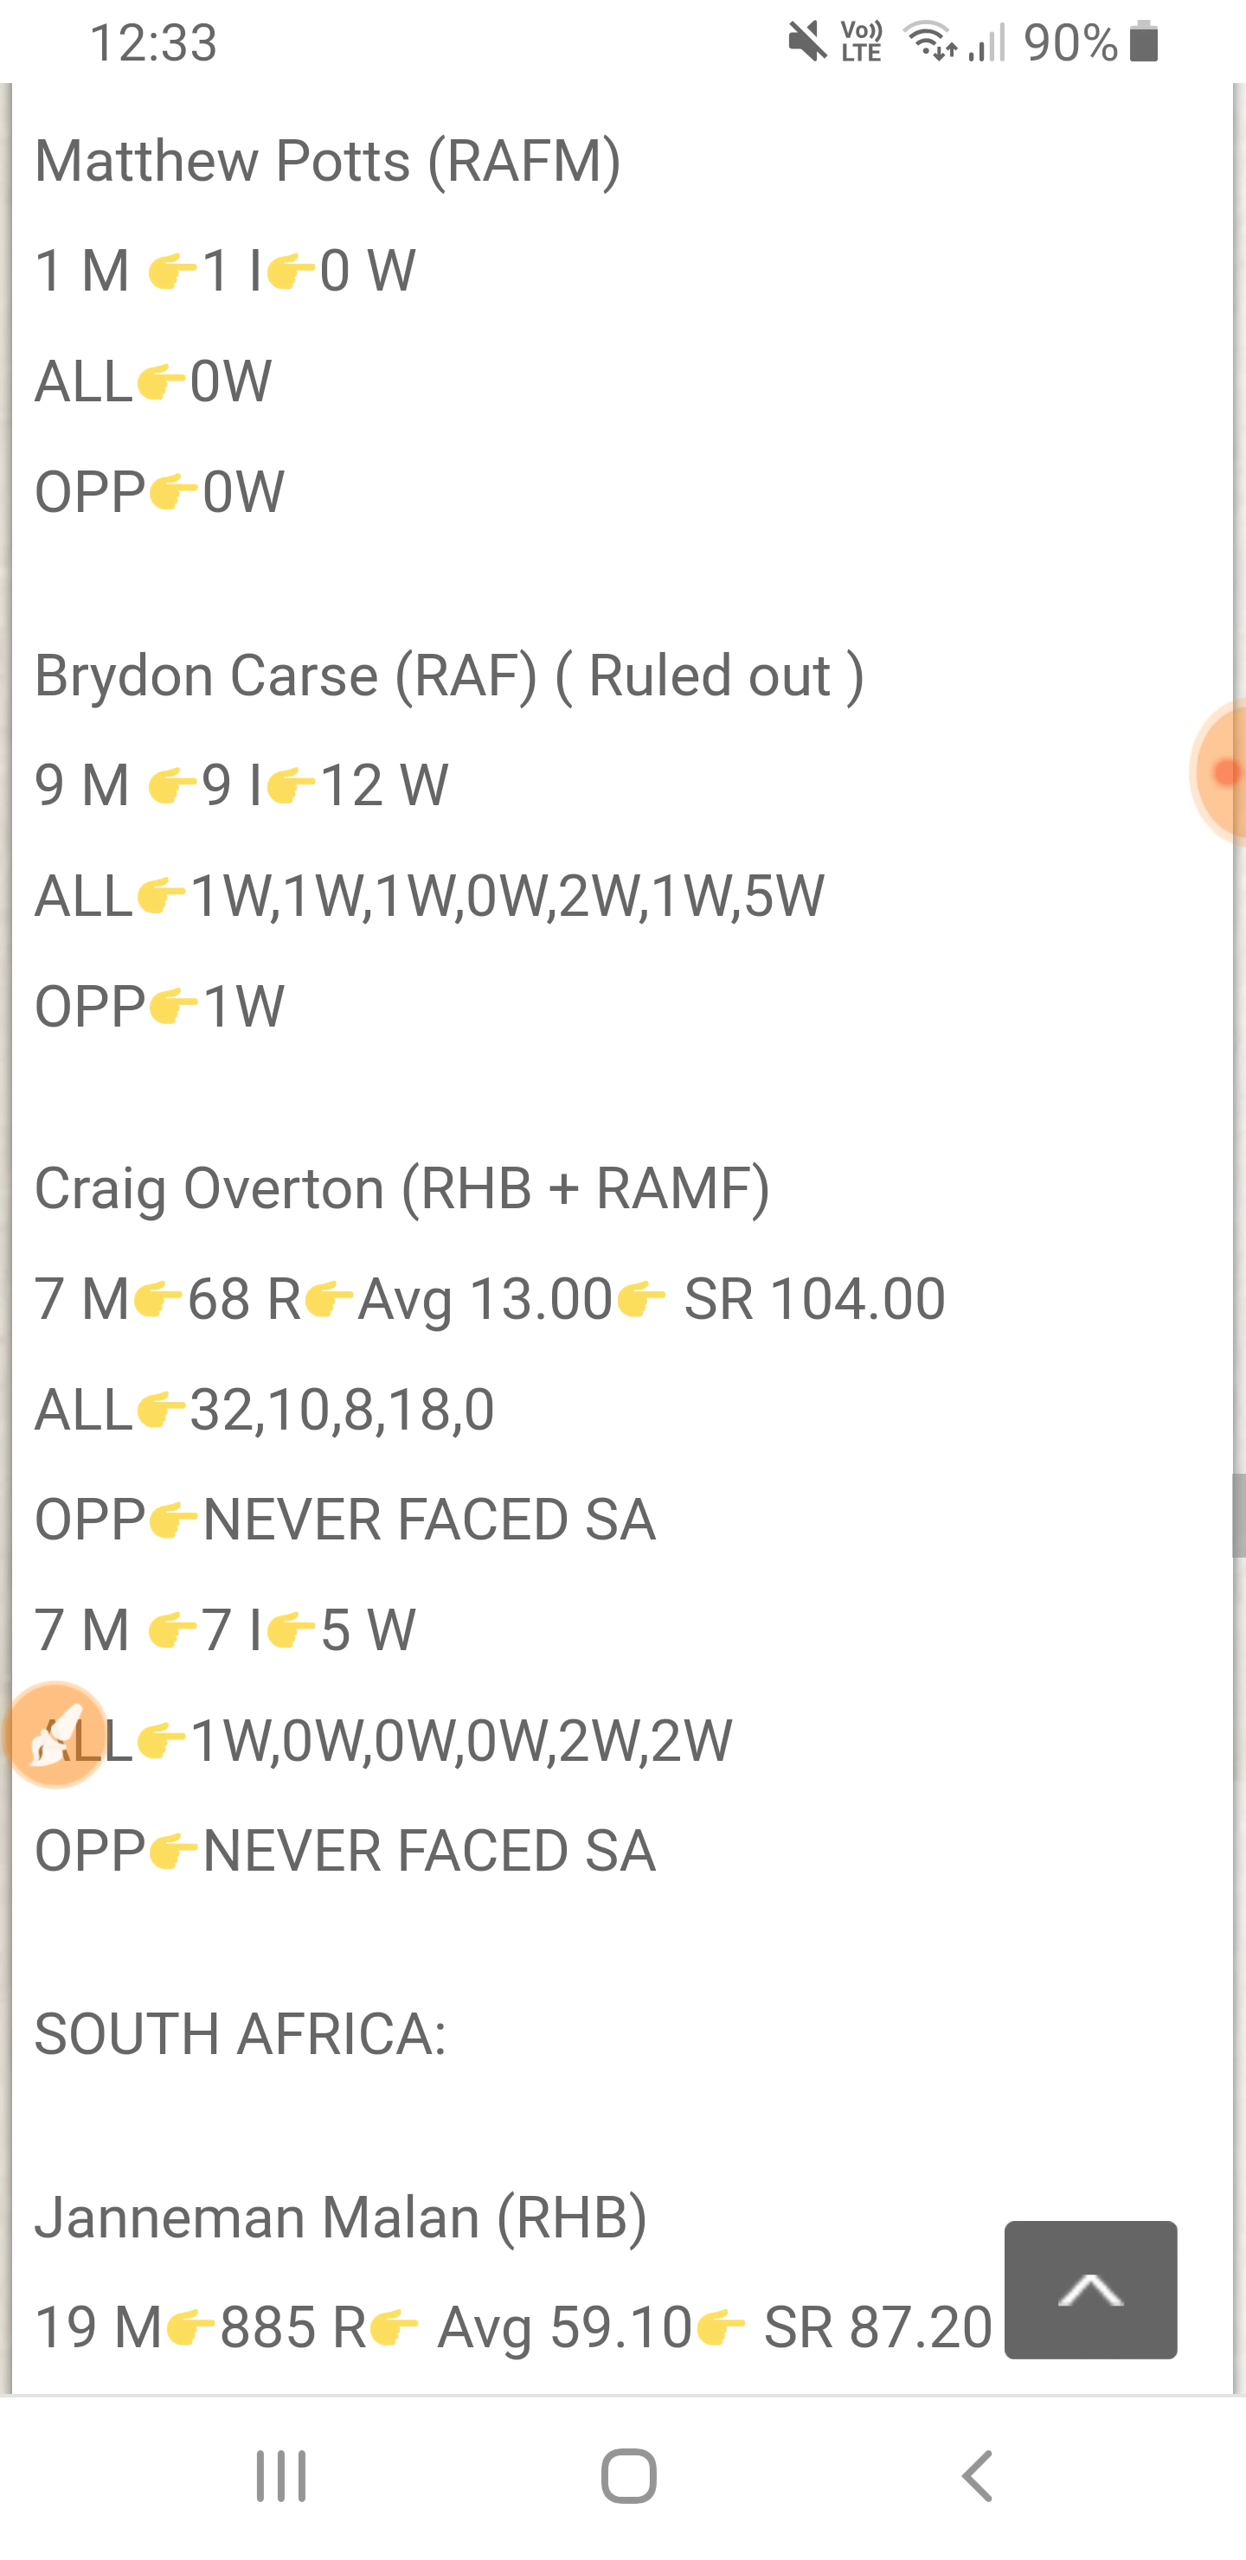 12:33 Vo)) LTE 90%
Matthew Potts (RAFM)
1 M 👉1 I👉0 W
ALL👉0W
OPP👉0W
Brydon Carse (RAF) ( Ruled out )
9 M 👉9 I👉12 W
ALL👉1W,1W,1W,0W,2W,1W,5W
OPP👉1W
Craig Overton (RHB + RAMF)
7 M👉68 R👉Avg 13.00👉 SR 104.00
ALL👉32,10,8,18,0
OPP👉NEVER FACED SA
7 M 👉7 I👉5 W
ALL👉1W,0W,0W,0W,2W,2W
OPP👉NEVER FACED SA
SOUTH AFRICA:
Janneman Malan (RHB)
19 M👉885 R👉 Avg 59.10👉 SR 87.20